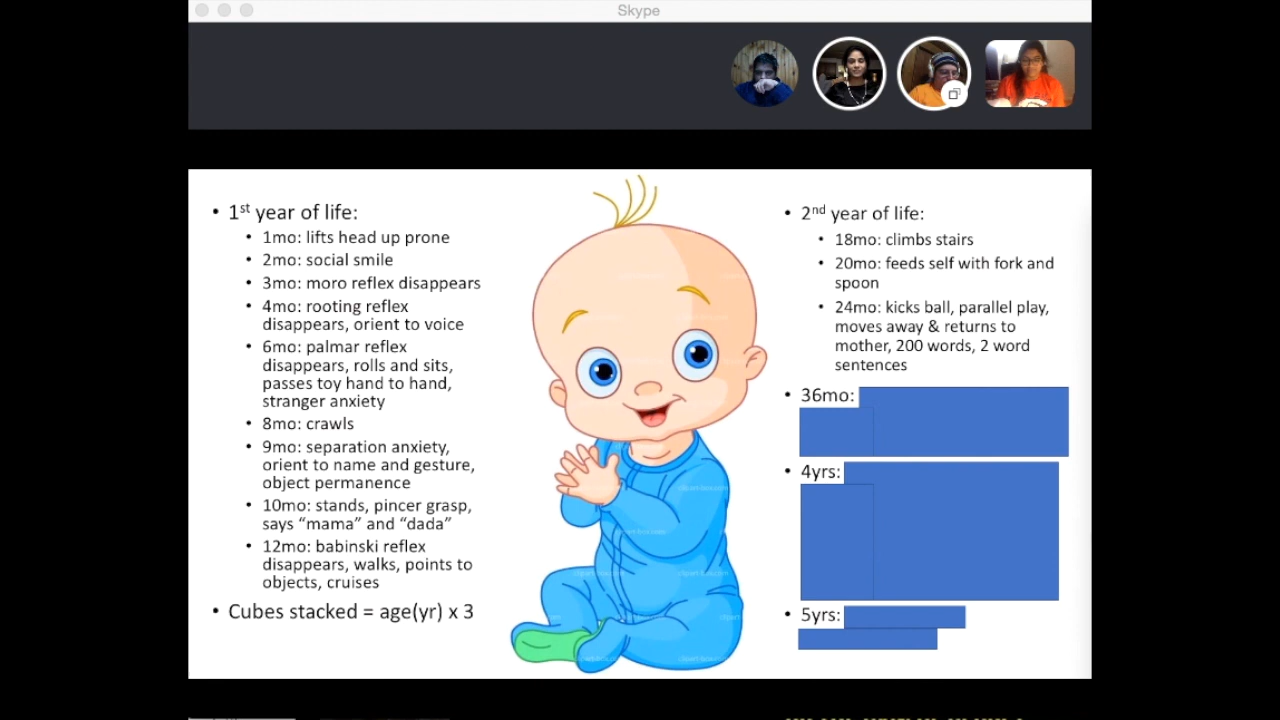 Skype
• 1st year of life:
• 1mo: lifts head up prone
• 2mo: social smile
• 3mo: moro reflex disappears
• 4mo: rooting reflex
disappears, orient to voice
• 6mo: palmar reflex
disappears, rolls and sits,
passes toy hand to hand,
stranger anxiety
• 8mo: crawls
• 9mo: separation anxiety,
orient to name and gesture,
object permanence
• 10mo: stands, pincer grasp,
says “mama” and “dada”
• 12mo: babinski reflex
disappears, walks, points to
objects, cruises
• Cubes stacked = age(yr) x 3
• 2nd year of life:
• 18mo: climbs stairs
• 20mo: feeds self with fork and
spoon
• 24mo: kicks ball, parallel play,
moves away & returns to
mother, 200 words, 2 word
sentences
• 36mo:
• 4yrs:
• 5yrs: